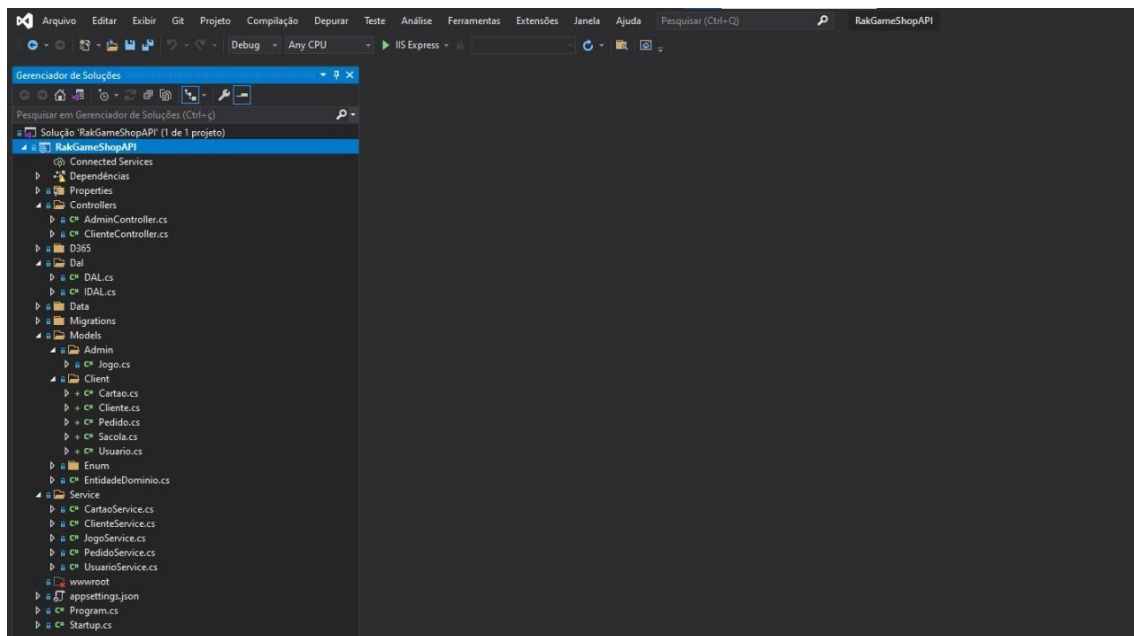 Arquivo Editar Exibir Git Projeto Compilação Depurar Teste Análise Ferramentas Extensões Janela Ajuda Pesquisar (Ctrl+Q) RakGameShopAPI
Debug Any CPU IIS Express
Gerenciador de Soluções
Pesquisar em Gerenciador de Soluções (Ctrl+ç)
Solução 'RakGameShopAPI' (1 de 1 projeto)
RakGameShopAPI
Connected Services
Dependências
Properties
Controllers
C# AdminController.cs
C# ClienteController.cs
D365
Dal
C# DAL.cs
C# IDAL.cs
Data
Migrations
Models
Admin
C# Jogo.cs
Client
+ C# Cartao.cs
+ C# Cliente.cs
+ C# Pedido.cs
+ C# Sacola.cs
+ C# Usuario.cs
Enum
C# EntidadeDominio.cs
Service
C# CartaoService.cs
C# ClienteService.cs
C# JogoService.cs
C# PedidoService.cs
C# UsuarioService.cs
wwwroot
appsettings.json
C# Program.cs
C# Startup.cs